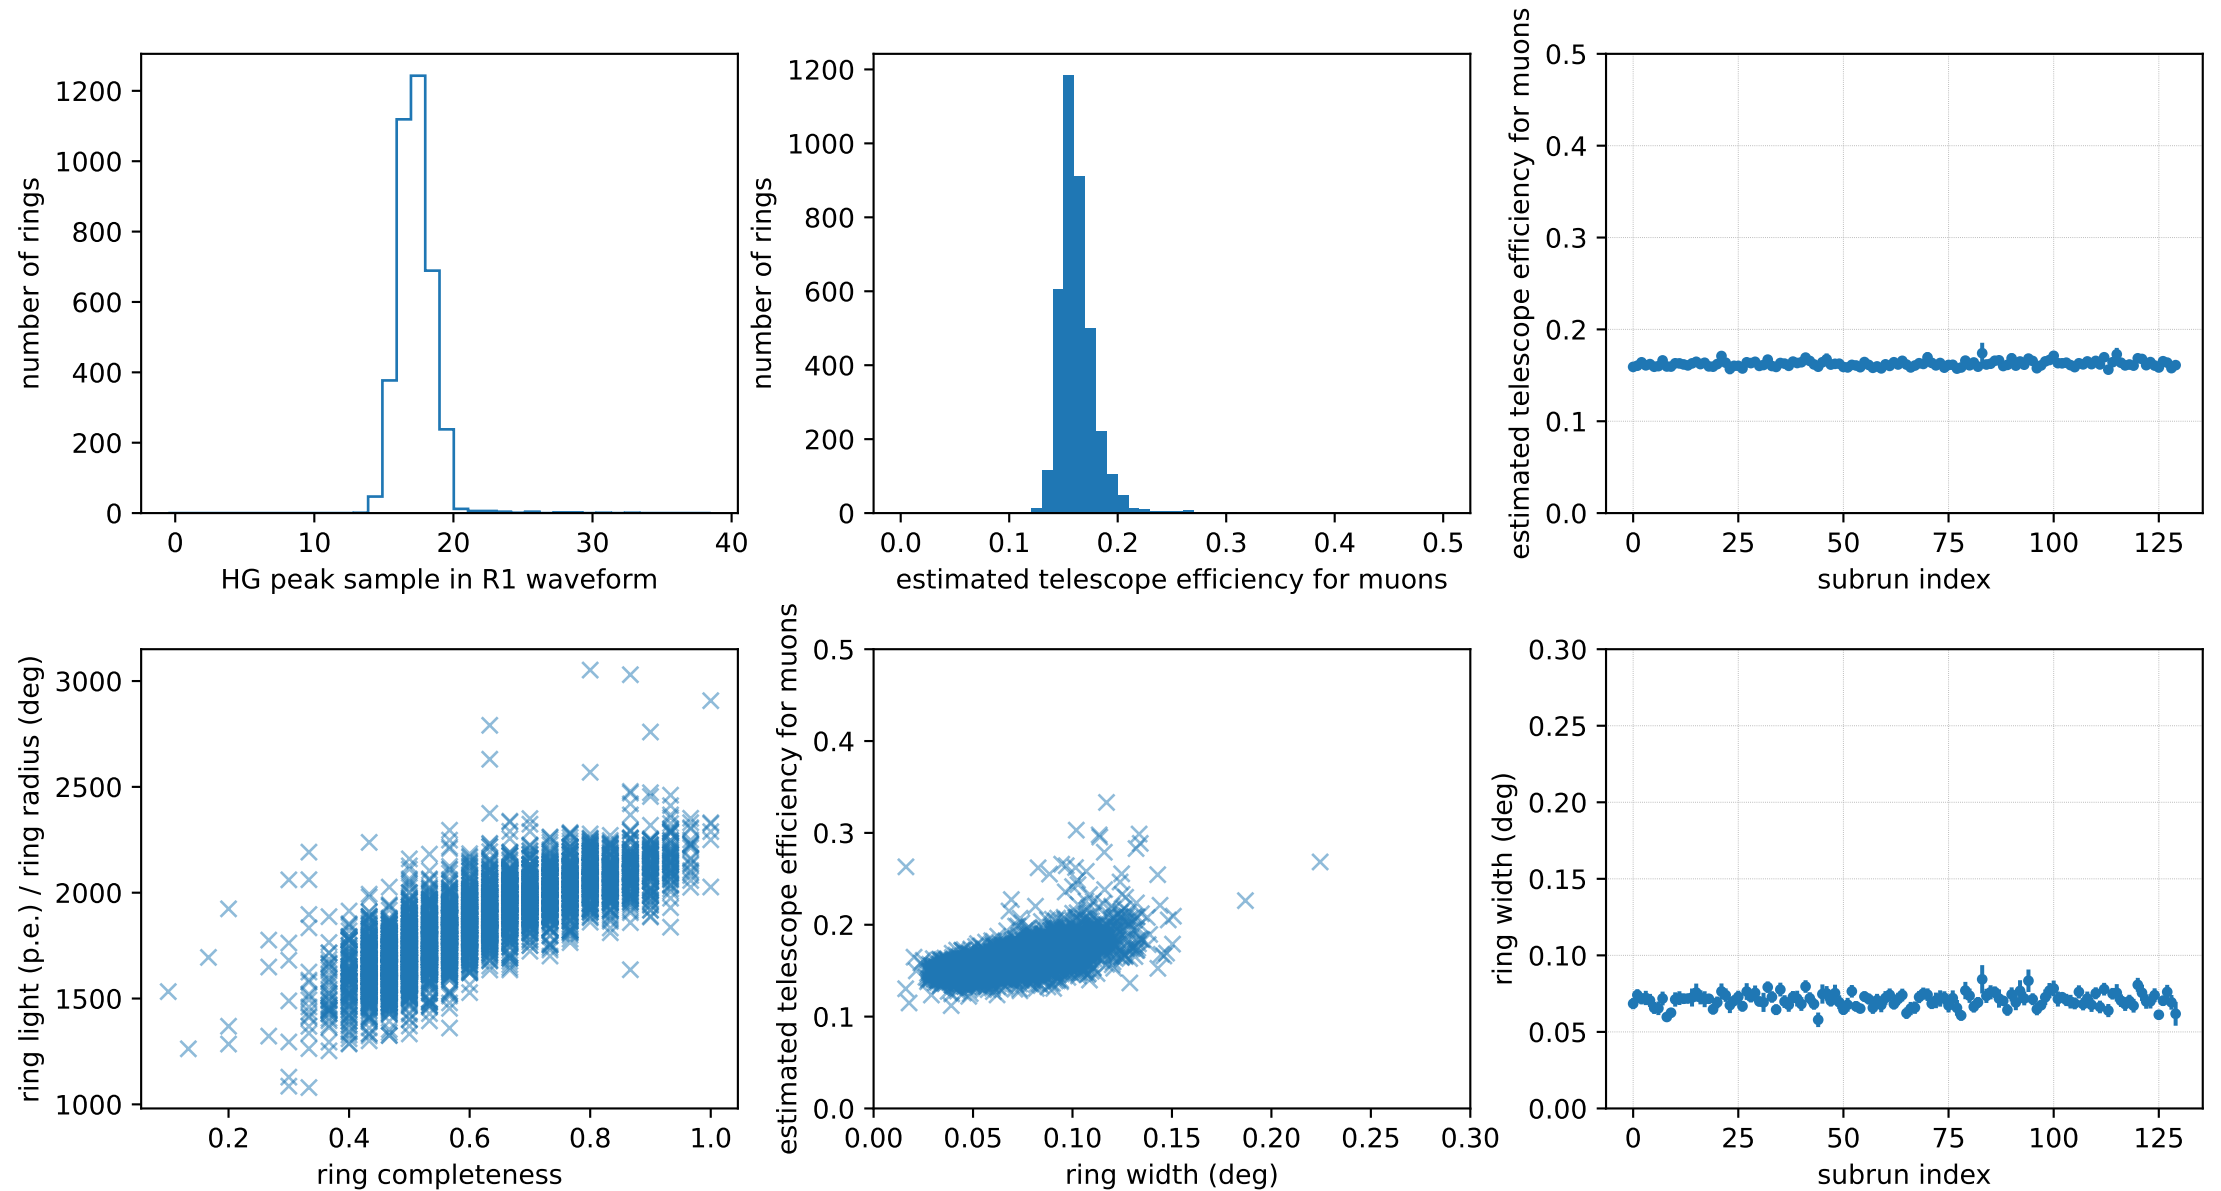 number of rings
1200
1000
800
600
400
200
0
0 10 20 30 40
HG peak sample in R1 waveform
number of rings
1200
1000
800
600
400
200
0
0.0 0.1 0.2 0.3 0.4 0.5
estimated telescope efficiency for muons
estimated telescope efficiency for muons
0.5
0.4
0.3
0.2
0.1
0.0
0 25 50 75 100 125
subrun index
ring light (p.e.) / ring radius (deg)
3000
2500
2000
1500
1000
0.2 0.4 0.6 0.8 1.0
ring completeness
estimated telescope efficiency for muons
0.5
0.4
0.3
0.2
0.1
0.0
0.00 0.05 0.10 0.15 0.20 0.25 0.30
ring width (deg)
ring width (deg)
0.30
0.25
0.20
0.15
0.10
0.05
0.00
0 25 50 75 100 125
subrun index